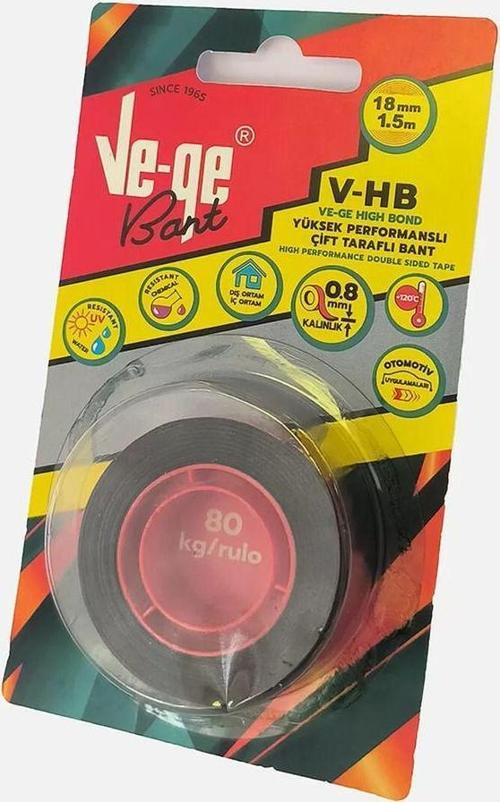 SINCE 1965
Ve-ge®
Bant
18mm
1.5m
V-HB
VE-GE HIGH BOND
YÜKSEK PERFORMANSLI
ÇİFT TARAFLI BANT
HIGH PERFORMANCE DOUBLE SIDED TAPE
RESISTANT
UV
WATER
RESISTANT
CHEMICAL
DIŞ ORTAM
İÇ ORTAM
0.8
mm
KALINLIK
+120°C
OTOMOTİV
UYGULAMALARI
80
kg/rulo